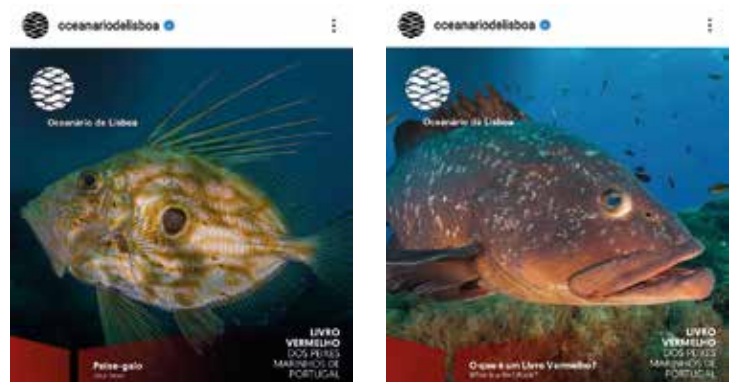 oceanariodelisboa
Oceanário de Lisboa
LIVRO
VERMELHO
DOS PEIXES
MARINHOS DE
PORTUGAL
Peixe-galo
oceanariodelisboa
Oceanário de Lisboa
LIVRO
VERMELHO
DOS PEIXES
MARINHOS DE
PORTUGAL
O que é um Livro Vermelho?